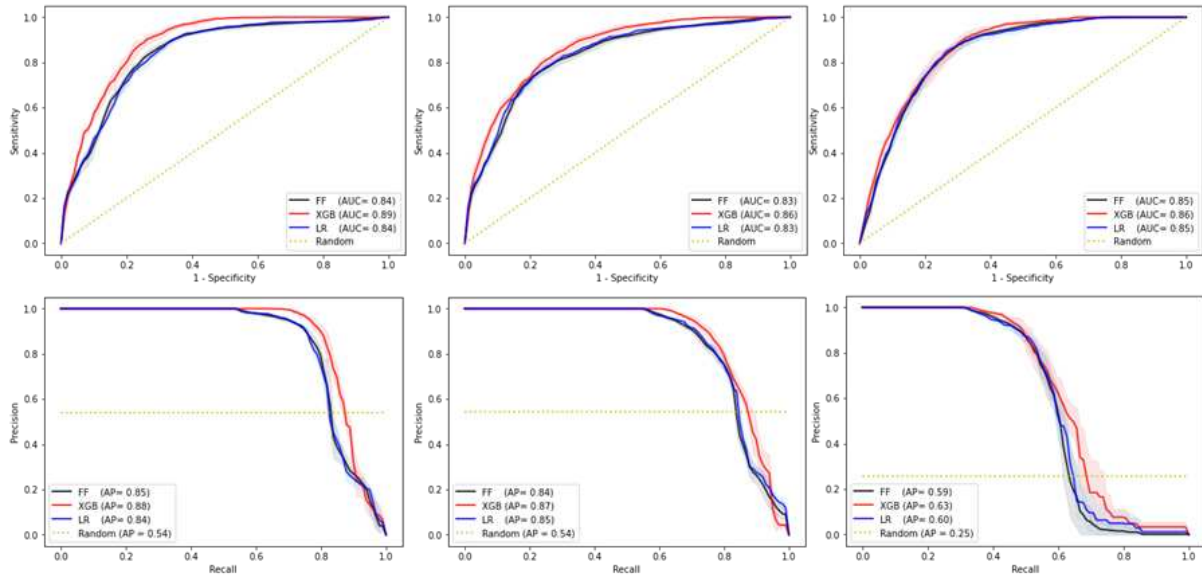 1.0
0.8
0.6
0.4
0.2
0.0
Sensitivity
FF (AUC= 0.84)
XGB (AUC= 0.89)
LR (AUC= 0.84)
Random
0.0 0.2 0.4 0.6 0.8 1.0
1 - Specificity
1.0
0.8
0.6
0.4
0.2
0.0
Sensitivity
FF (AUC= 0.83)
XGB (AUC= 0.86)
LR (AUC= 0.83)
Random
0.0 0.2 0.4 0.6 0.8 1.0
1 - Specificity
1.0
0.8
0.6
0.4
0.2
0.0
Sensitivity
FF (AUC= 0.85)
XGB (AUC= 0.86)
LR (AUC= 0.85)
Random
0.0 0.2 0.4 0.6 0.8 1.0
1 - Specificity
1.0
0.8
0.6
0.4
0.2
0.0
Precision
FF (AP= 0.85)
XGB (AP= 0.88)
LR (AP= 0.84)
Random (AP = 0.54)
0.0 0.2 0.4 0.6 0.8 1.0
Recall
1.0
0.8
0.6
0.4
0.2
0.0
Precision
FF (AP= 0.84)
XGB (AP= 0.87)
LR (AP= 0.85)
Random (AP = 0.54)
0.0 0.2 0.4 0.6 0.8 1.0
Recall
1.0
0.8
0.6
0.4
0.2
0.0
Precision
FF (AP= 0.59)
XGB (AP= 0.63)
LR (AP= 0.60)
Random (AP = 0.25)
0.0 0.2 0.4 0.6 0.8 1.0
Recall